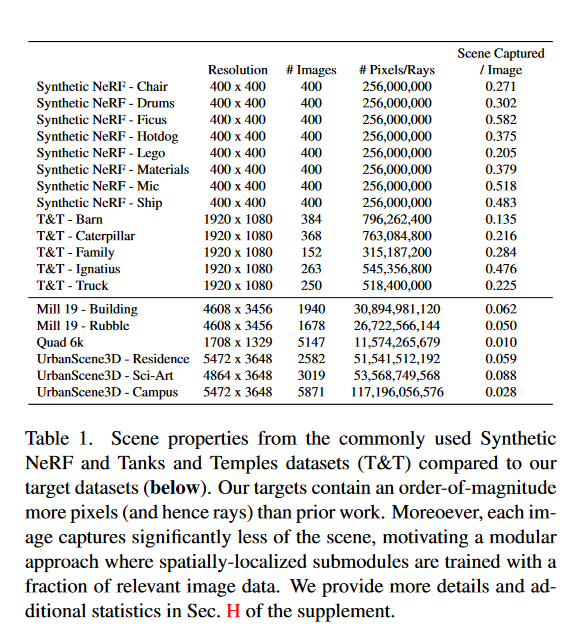 Scene Captured
Resolution # Images # Pixels/Rays / Image
Synthetic NeRF - Chair 400 x 400 400 256,000,000 0.271
Synthetic NeRF - Drums 400 x 400 400 256,000,000 0.302
Synthetic NeRF - Ficus 400 x 400 400 256,000,000 0.582
Synthetic NeRF - Hotdog 400 x 400 400 256,000,000 0.375
Synthetic NeRF - Lego 400 x 400 400 256,000,000 0.205
Synthetic NeRF - Materials 400 x 400 400 256,000,000 0.379
Synthetic NeRF - Mic 400 x 400 400 256,000,000 0.518
Synthetic NeRF - Ship 400 x 400 400 256,000,000 0.483
T&T - Barn 1920 x 1080 384 796,262,400 0.135
T&T - Caterpillar 1920 x 1080 368 763,084,800 0.216
T&T - Family 1920 x 1080 152 315,187,200 0.284
T&T - Ignatius 1920 x 1080 263 545,356,800 0.476
T&T - Truck 1920 x 1080 250 518,400,000 0.225
Mill 19 - Building 4608 x 3456 1940 30,894,981,120 0.062
Mill 19 - Rubble 4608 x 3456 1678 26,722,566,144 0.050
Quad 6k 1708 x 1329 5147 11,574,265,679 0.010
UrbanScene3D - Residence 5472 x 3648 2582 51,541,512,192 0.059
UrbanScene3D - Sci-Art 4864 x 3648 3019 53,568,749,568 0.088
UrbanScene3D - Campus 5472 x 3648 5871 117,196,056,576 0.028
Table 1. Scene properties from the commonly used Synthetic
NeRF and Tanks and Temples datasets (T&T) compared to our
target datasets (below). Our targets contain an order-of-magnitude
more pixels (and hence rays) than prior work. Moreoever, each im-
age captures significantly less of the scene, motivating a modular
approach where spatially-localized submodules are trained with a
fraction of relevant image data. We provide more details and ad-
ditional statistics in Sec. H of the supplement.